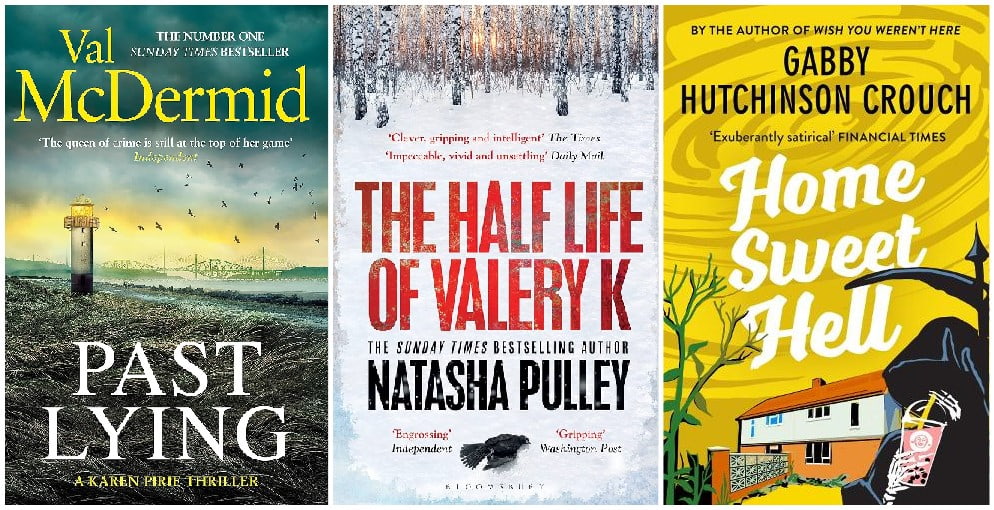 Val
McDermid
THE NUMBER ONE
SUNDAY TIMES BESTSELLER
'The queen of crime is still at the top of her game'
Independent
PAST
LYING
A KAREN PIRIE THRILLER
'Clever, gripping and intelligent' The Times
'Impeccable, vivid and unsettling' Daily Mail
THE HALF LIFE
OF VALERY K
THE SUNDAY TIMES BESTSELLING AUTHOR
NATASHA PULLEY
'Engrossing'
Independent
'Gripping'
Washington Post
BLOOMSBURY
BY THE AUTHOR OF WISH YOU WEREN'T HERE
GABBY
HUTCHINSON CROUCH
'Exuberantly satirical' FINANCIAL TIMES
Home
Sweet
Hell